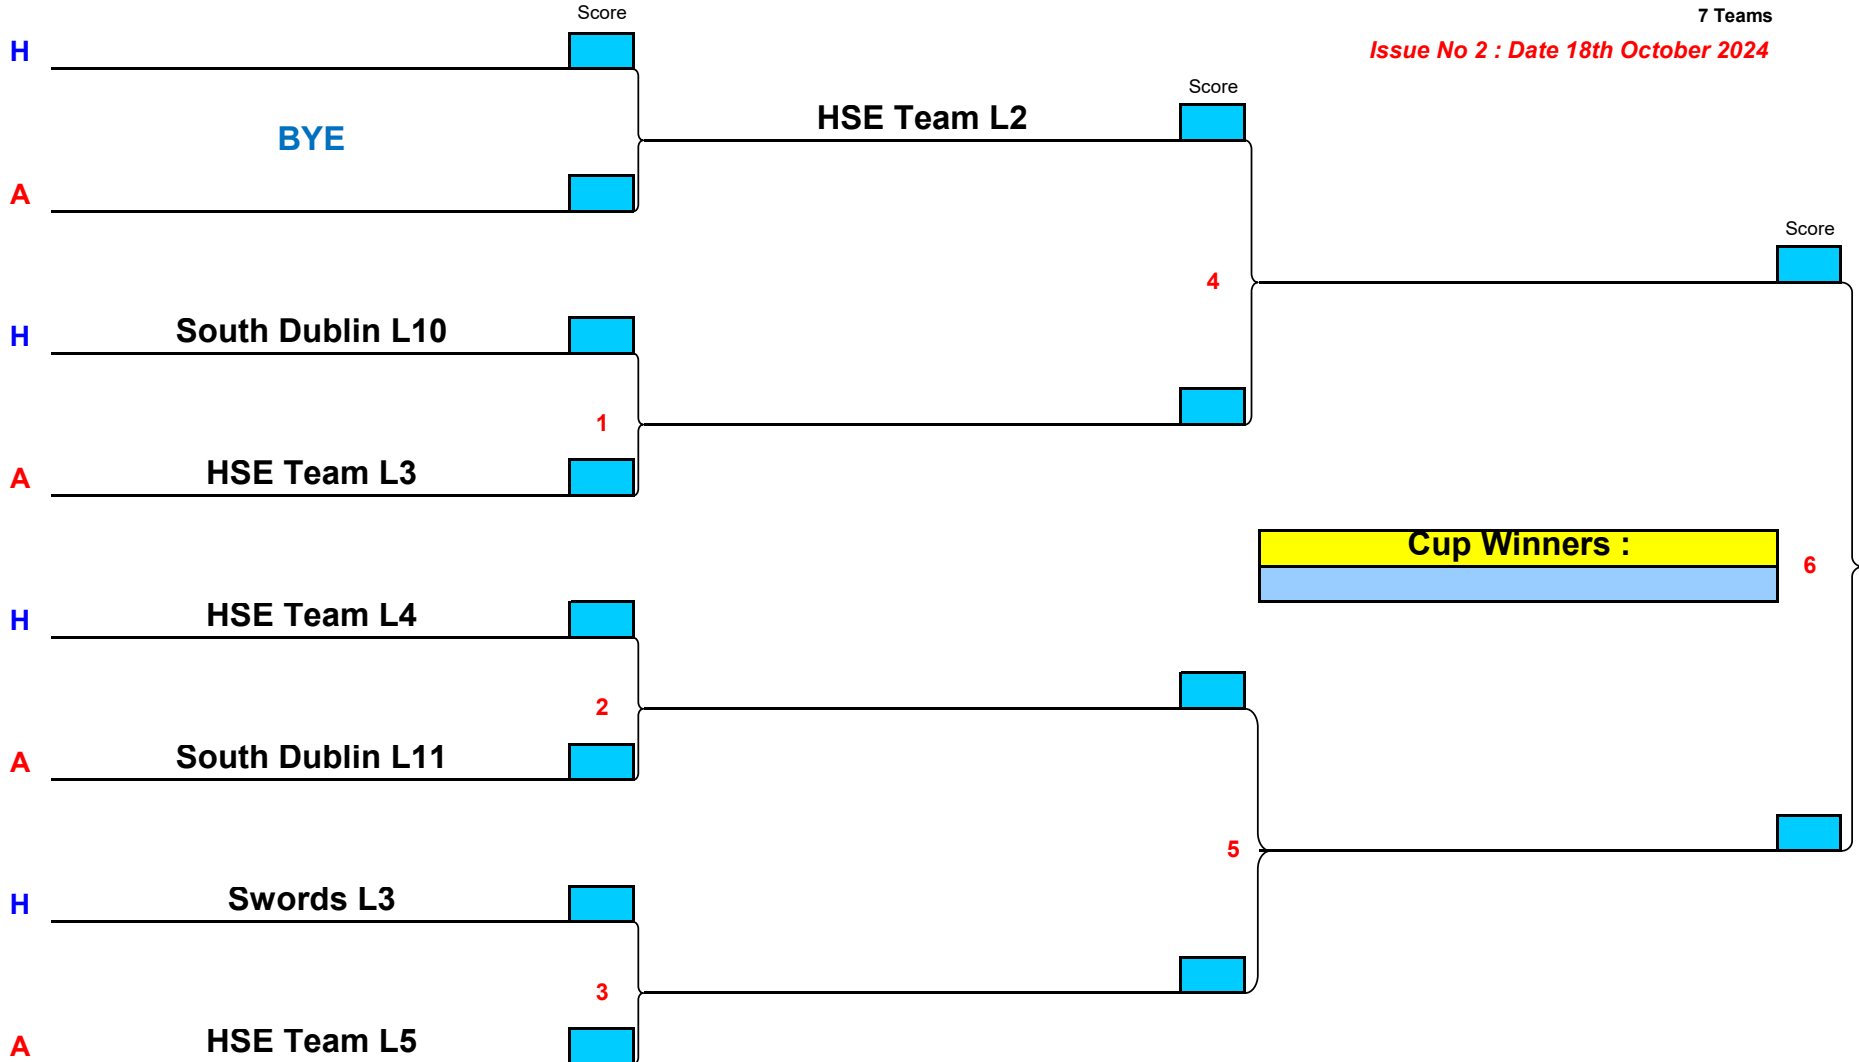 Score
7 Teams
H
Issue No 2 : Date 18th October 2024
Score
HSE Team L2
BYE
A
Score
4
South Dublin L10
H
1
HSE Team L3
A
Cup Winners :
6
HSE Team L4
H
2
South Dublin L11
A
5
Swords L3
H
3
HSE Team L5
A